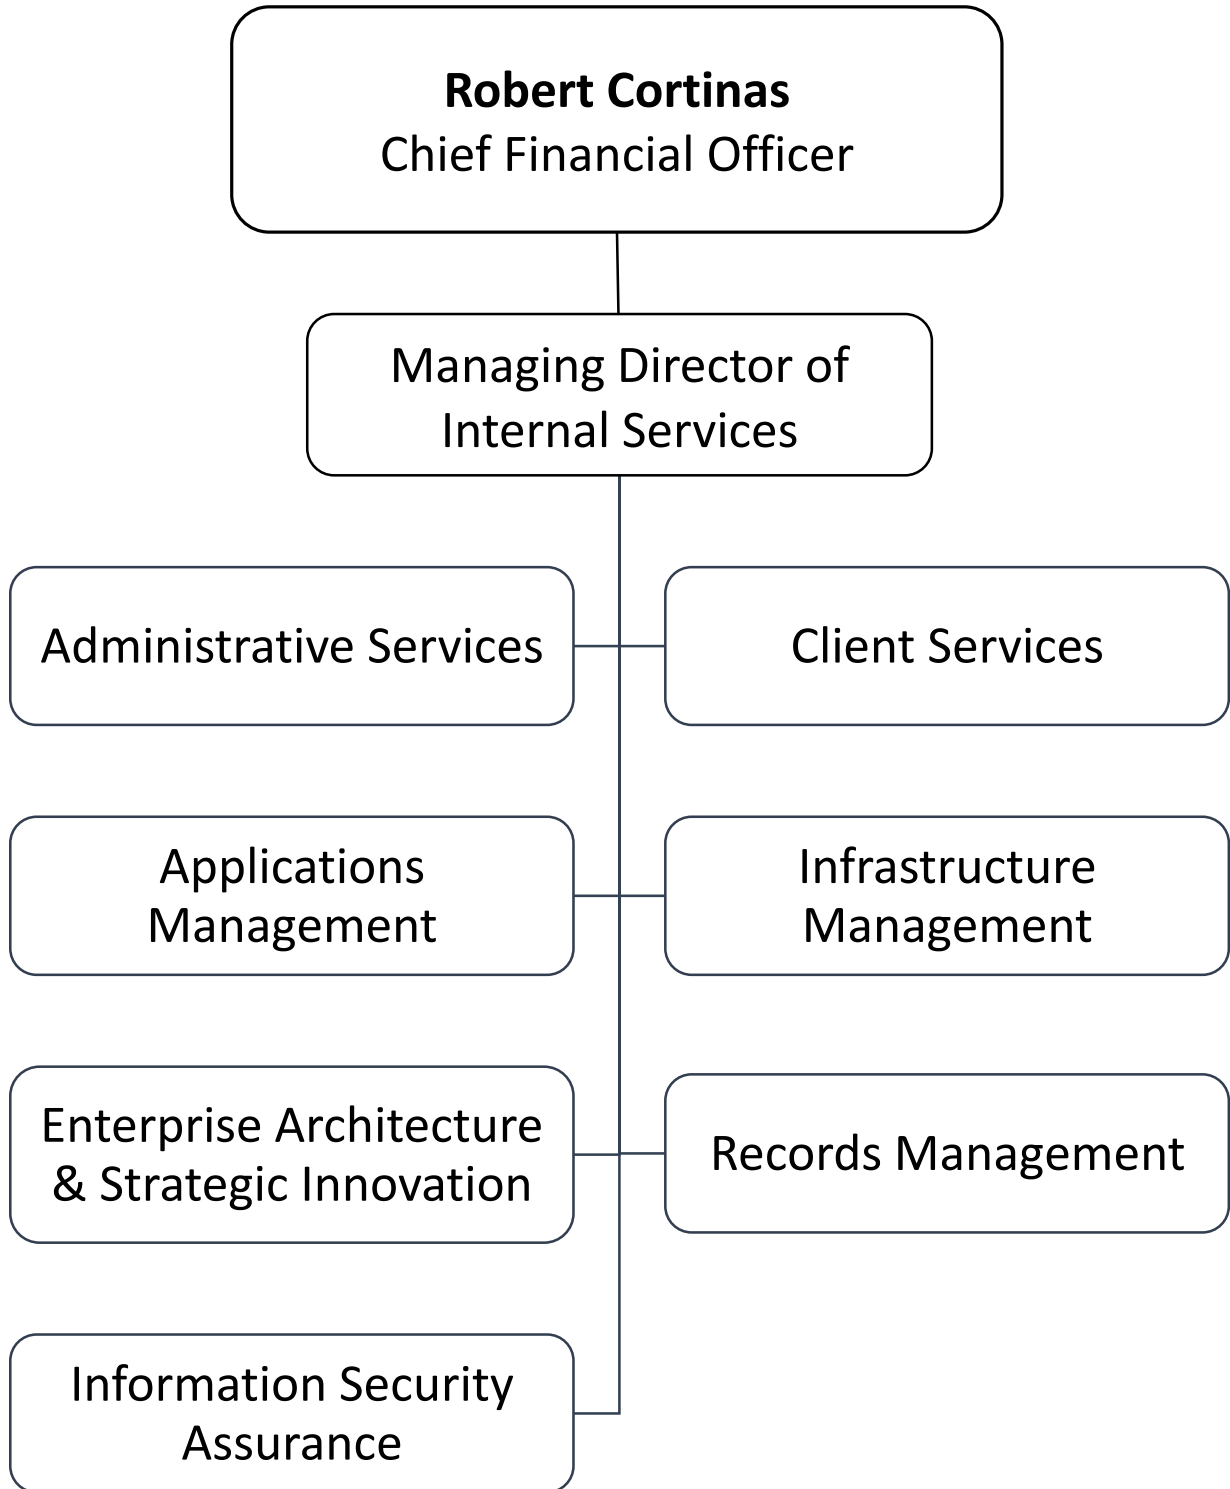 Robert Cortinas
Chief Financial Officer
Managing Director of
Internal Services
Administrative Services
Client Services
Applications
Management
Infrastructure
Management
Enterprise Architecture
& Strategic Innovation
Records Management
Information Security
Assurance